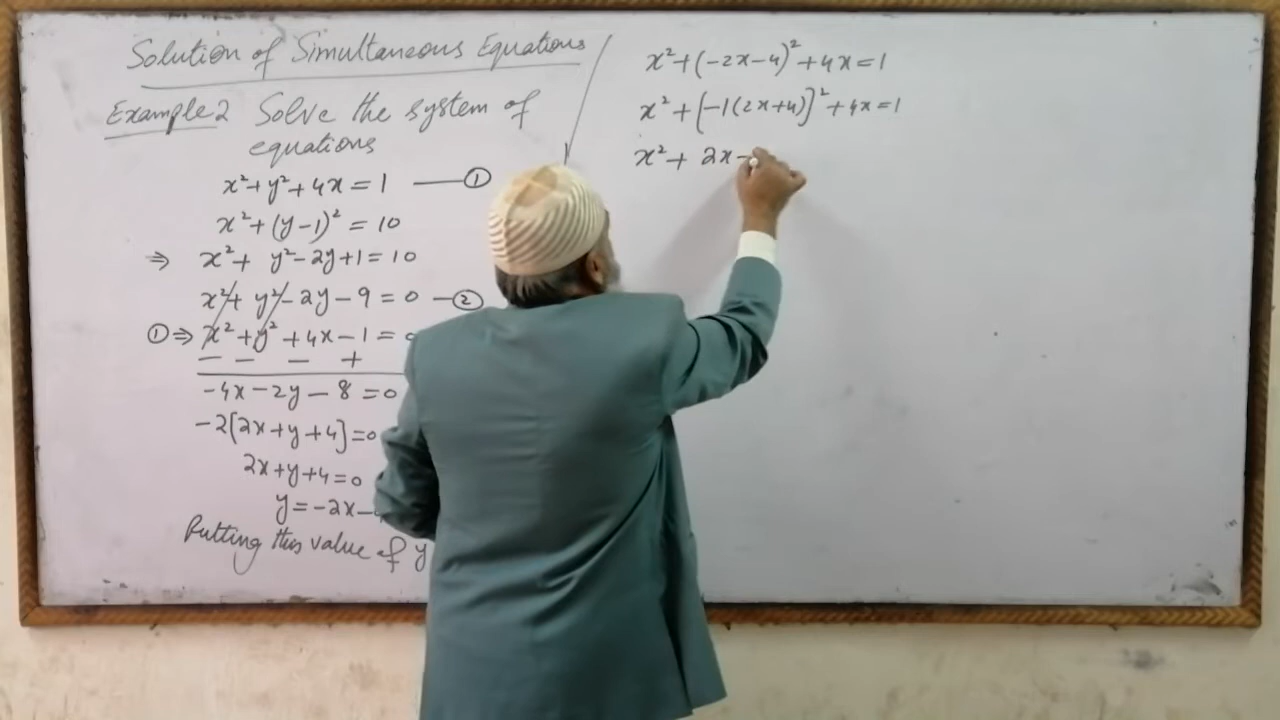 Solution of Simultaneous Equations
Example 2 Solve the system of
equations
x²+y²+4x=1 —①
x²+(y-1)²=10
⇒ x²+ y²-2y+1=10
x²+ y²-2y-9=0 —②
①⇒ x²+y²+4x-1=0
— — — +
-4x-2y-8=0
-2[2x+y+4]=0
2x+y+4=0
y=-2x-
Putting this value of y
x²+(-2x-4)²+4x=1
x²+[-1(2x+4)]²+4x=1
x²+ 2x